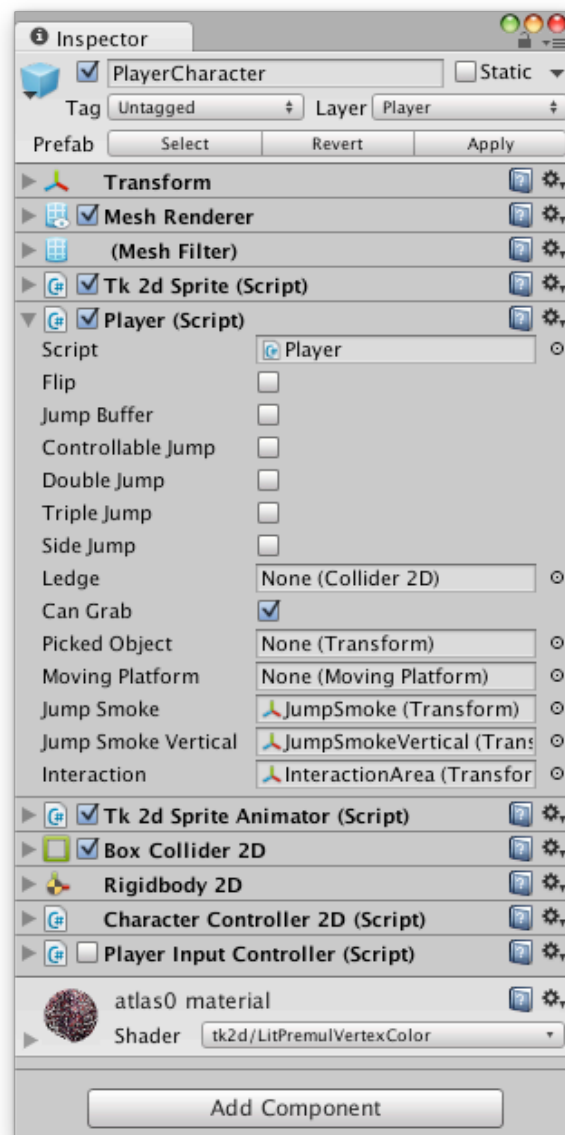 Inspector
PlayerCharacter Static
Tag Untagged Layer Player
Prefab Select Revert Apply
Transform
Mesh Renderer
(Mesh Filter)
Tk 2d Sprite (Script)
Player (Script)
Script Player
Flip
Jump Buffer
Controllable Jump
Double Jump
Triple Jump
Side Jump
Ledge None (Collider 2D)
Can Grab
Picked Object None (Transform)
Moving Platform None (Moving Platform)
Jump Smoke JumpSmoke (Transform)
Jump Smoke Vertical JumpSmokeVertical (Trans
Interaction InteractionArea (Transfor
Tk 2d Sprite Animator (Script)
Box Collider 2D
Rigidbody 2D
Character Controller 2D (Script)
Player Input Controller (Script)
atlas0 material
Shader tk2d/LitPremulVertexColor
Add Component